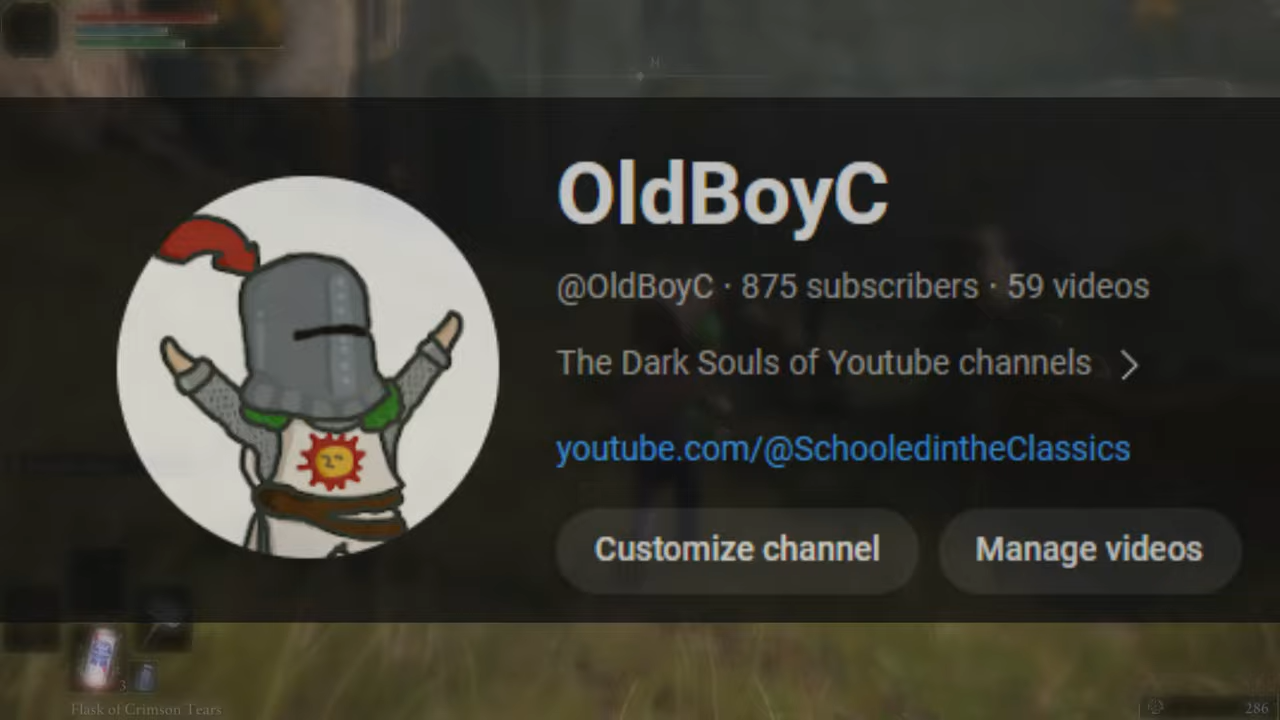 N
OldBoyC
@OldBoyC · 875 subscribers · 59 videos
The Dark Souls of Youtube channels
youtube.com/@SchooledintheClassics
Customize channel
Manage videos
3
Flask of Crimson Tears
286